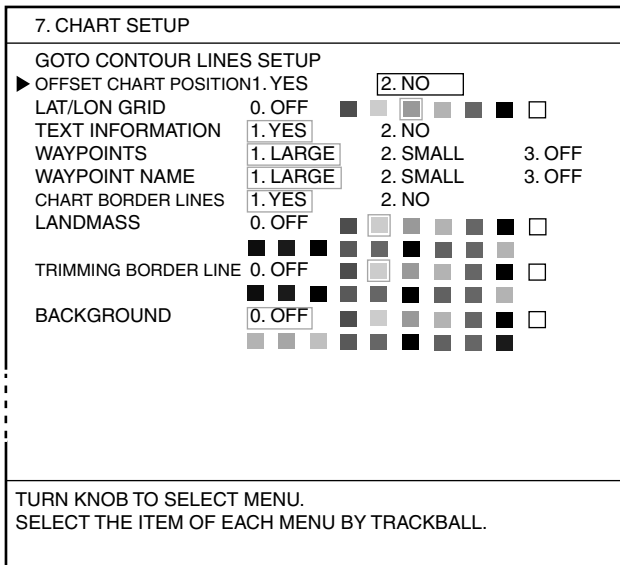 7. CHART SETUP
GOTO CONTOUR LINES SETUP
▶ OFFSET CHART POSITION 1. YES 2. NO
LAT/LON GRID 0. OFF
TEXT INFORMATION 1. YES 2. NO
WAYPOINTS 1. LARGE 2. SMALL 3. OFF
WAYPOINT NAME 1. LARGE 2. SMALL 3. OFF
CHART BORDER LINES 1. YES 2. NO
LANDMASS 0. OFF
TRIMMING BORDER LINE 0. OFF
BACKGROUND 0. OFF
TURN KNOB TO SELECT MENU.
SELECT THE ITEM OF EACH MENU BY TRACKBALL.